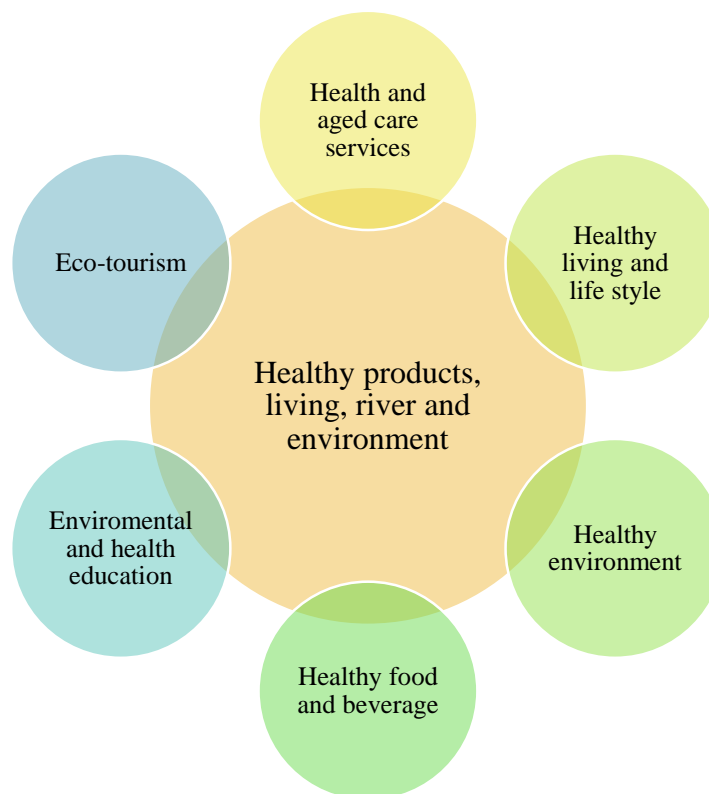 Health and
aged care
services
Healthy
living and
life style
Eco-tourism
Healthy products,
living, river and
environment
Enviromental
and health
education
Healthy
environment
Healthy food
and beverage